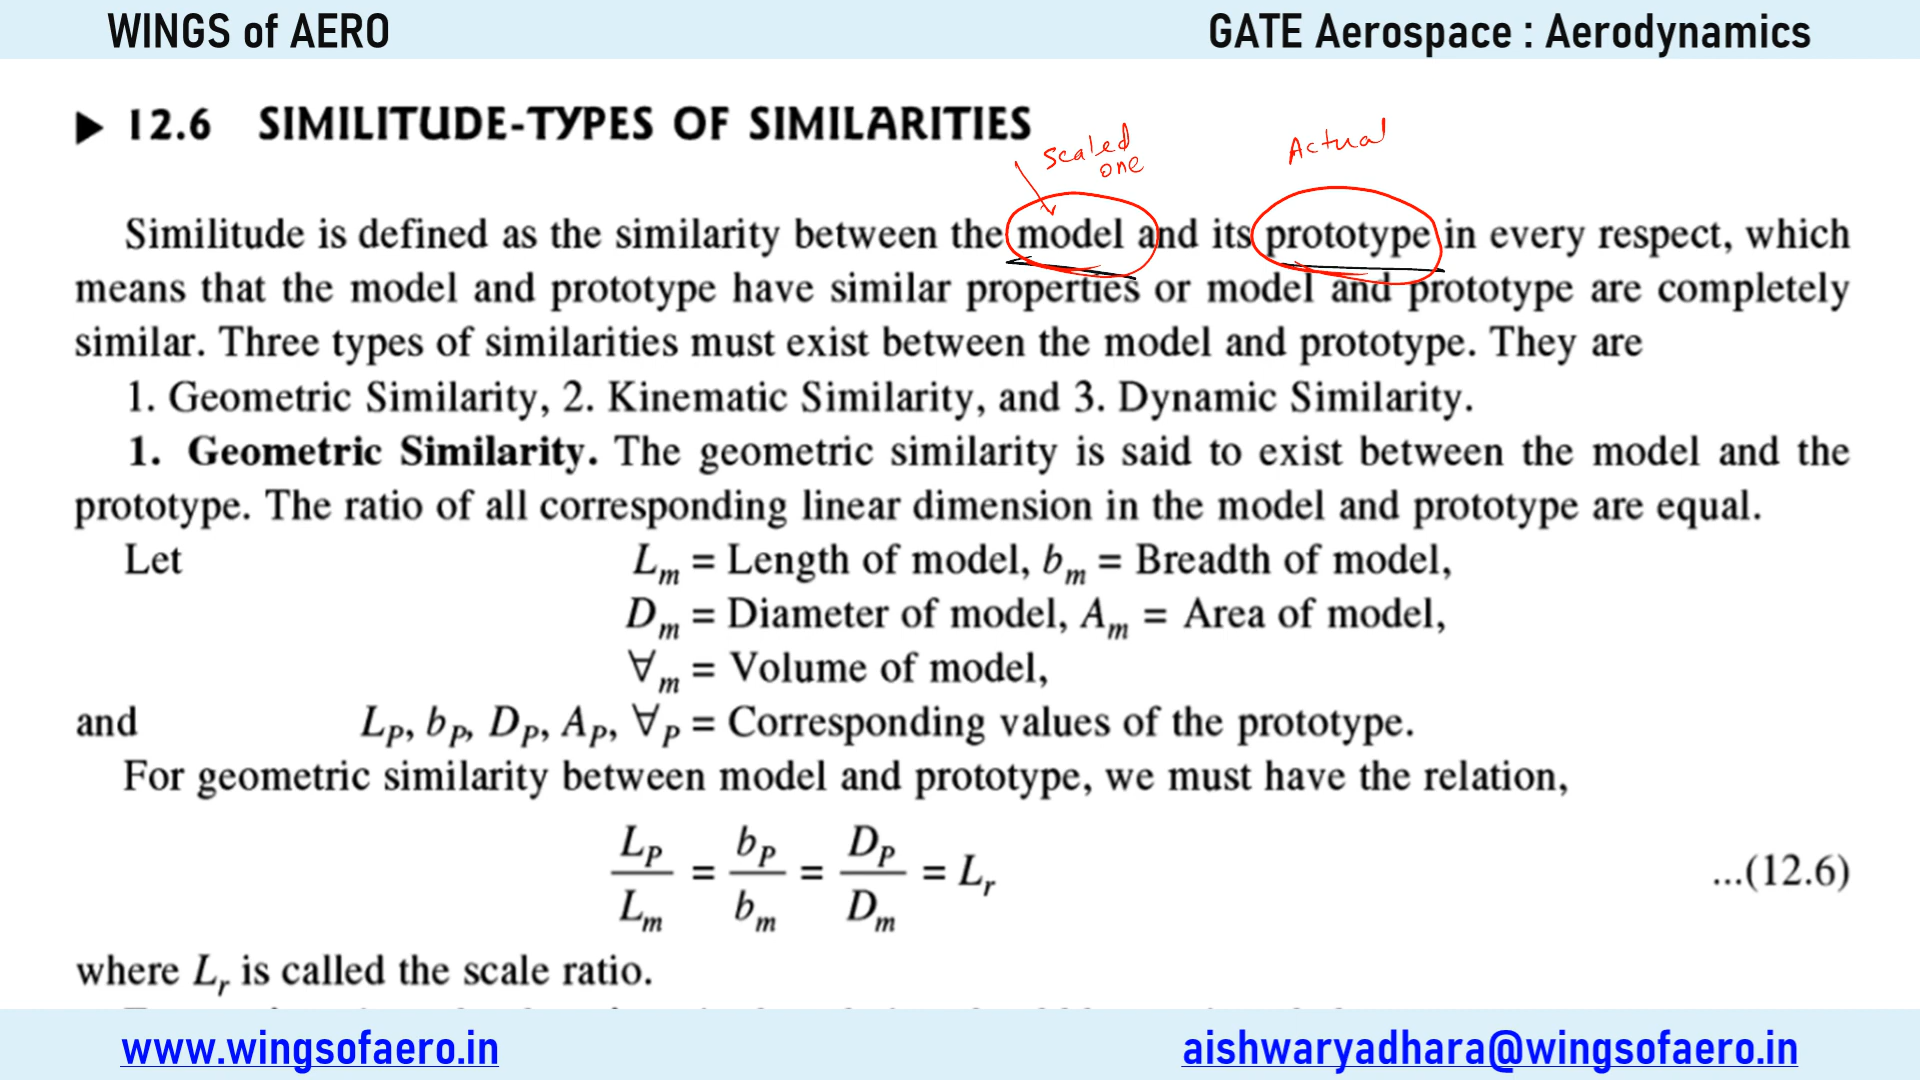 WINGS of AERO
GATE Aerospace : Aerodynamics
▶ 12.6 SIMILITUDE-TYPES OF SIMILARITIES
Scaled
one
Actual
Similitude is defined as the similarity between the model and its prototype in every respect, which
means that the model and prototype have similar properties or model and prototype are completely
similar. Three types of similarities must exist between the model and prototype. They are
1. Geometric Similarity, 2. Kinematic Similarity, and 3. Dynamic Similarity.
1. Geometric Similarity. The geometric similarity is said to exist between the model and the
prototype. The ratio of all corresponding linear dimension in the model and prototype are equal.
Let L_m = Length of model, b_m = Breadth of model,
D_m = Diameter of model, A_m = Area of model,
∀_m = Volume of model,
and L_P, b_P, D_P, A_P, ∀_P = Corresponding values of the prototype.
For geometric similarity between model and prototype, we must have the relation,
L_P/L_m = b_P/b_m = D_P/D_m = L_r ...(12.6)
where L_r is called the scale ratio.
www.wingsofaero.in
aishwaryadhara@wingsofaero.in